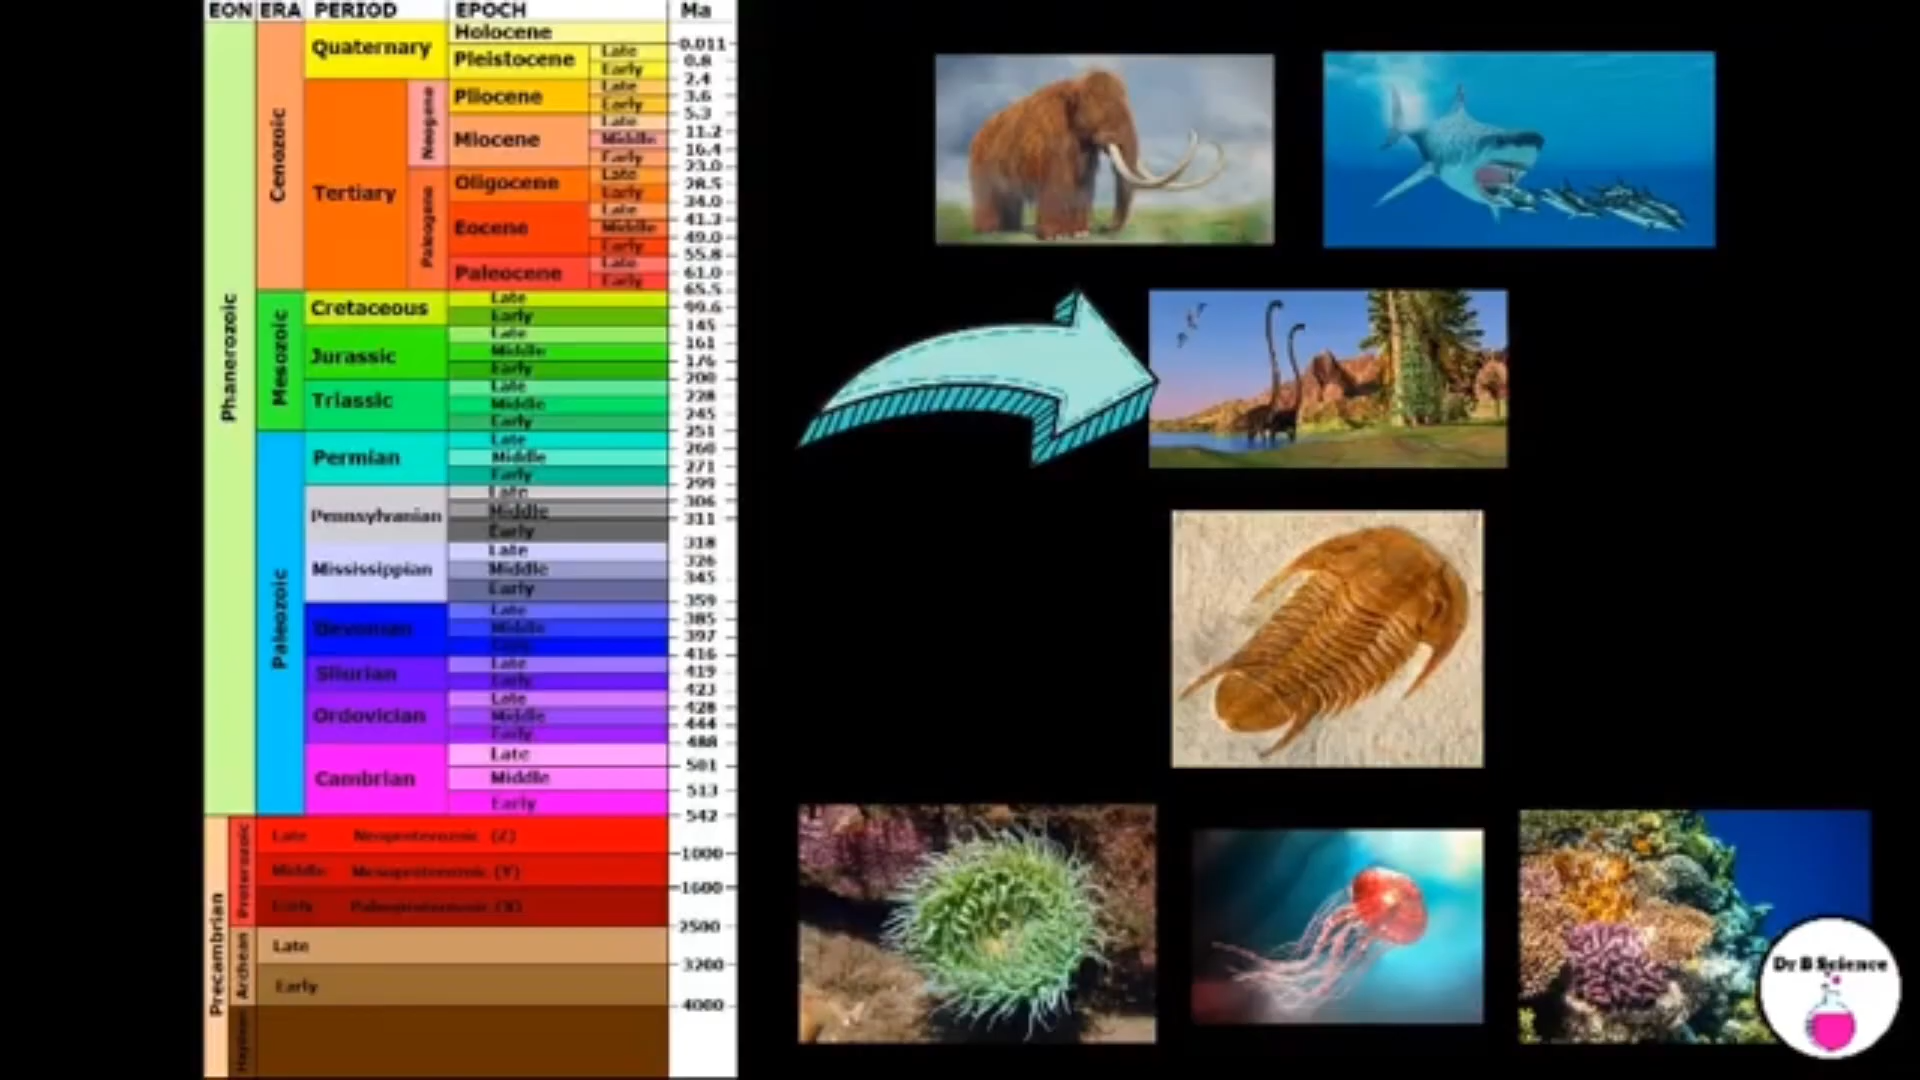 EON ERA PERIOD EPOCH Ma
Phanerozoic
Cenozoic
Quaternary
Holocene
0.011
Pleistocene
Late
0.8
Early
2.4
Tertiary
Neogene
Pliocene
Late
3.6
Early
5.3
Miocene
Late
11.2
Middle
16.4
Early
23.0
Paleogene
Oligocene
Late
28.5
Early
34.0
Eocene
Late
41.3
Middle
49.0
Early
55.8
Paleocene
Late
61.0
Early
65.5
Mesozoic
Cretaceous
Late
99.6
Early
145
Jurassic
Late
161
Middle
176
Early
200
Triassic
Late
228
Middle
245
Early
251
Paleozoic
Permian
Late
260
Middle
271
Early
299
Pennsylvanian
Late
306
Middle
311
Early
318
Mississippian
Late
326
Middle
345
Early
359
Devonian
Late
385
Middle
397
Early
416
Silurian
Late
419
Early
423
Ordovician
Late
428
Middle
444
Early
488
Cambrian
Late
501
Middle
513
Early
542
Precambrian
Proterozoic
Late Neoproterozoic (Z)
1000
Middle Mesoproterozoic (Y)
1600
Early Paleoproterozoic (X)
2500
Archean
Late
3200
Early
4000
Hadean
Dr B Science